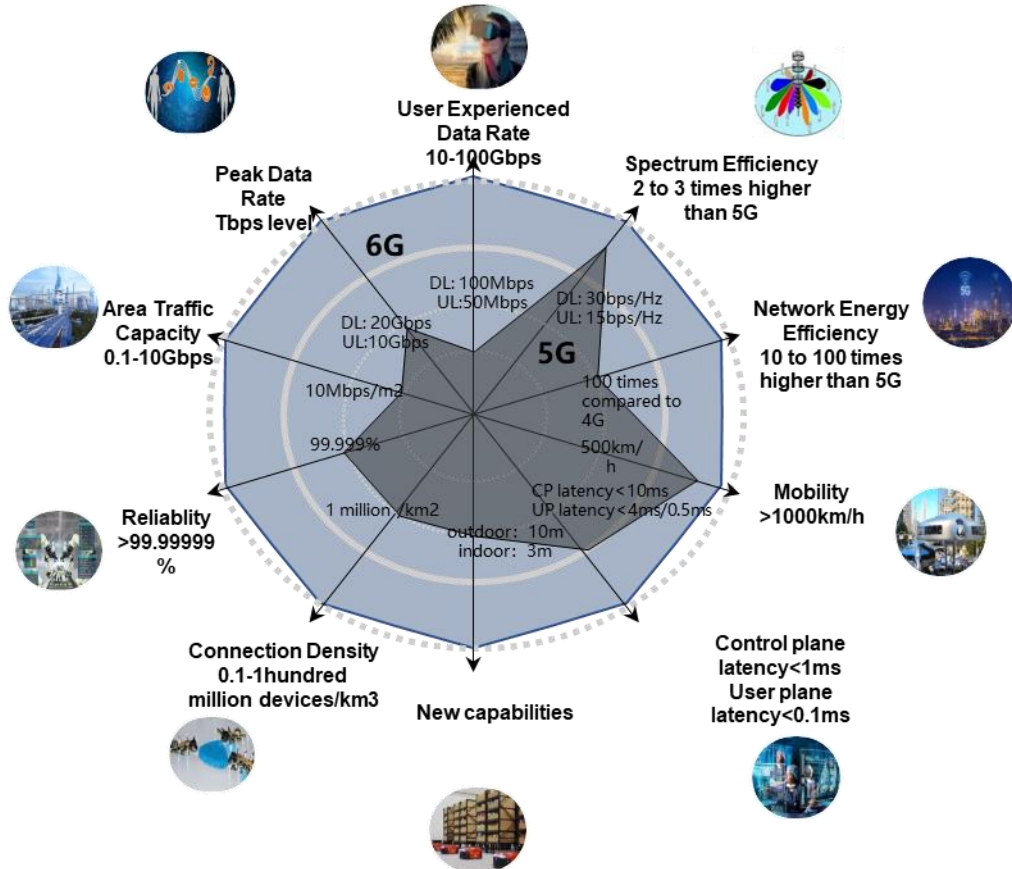 User Experienced
Data Rate
10-100Gbps
Spectrum Efficiency
2 to 3 times higher
than 5G
Peak Data
Rate
Tbps level
6G
DL: 100Mbps
UL:50Mbps
DL: 30bps/Hz
UL: 15bps/Hz
Network Energy
Efficiency
10 to 100 times
higher than 5G
5G
Area Traffic
Capacity
0.1-10Gbps
DL: 20Gbps
UL:10Gbps
5G
10Mbps/m2
100 times
compared to
4G
99.999%
500km/
h
Mobility
>1000km/h
Reliablity
>99.99999
%
1 million /km2
CP latency<10ms
UP latency<4ms/0.5ms
outdoor: 10m
indoor: 3m
Connection Density
0.1-1hundred
million devices/km3
New capabilities
Control plane
latency<1ms
User plane
latency<0.1ms